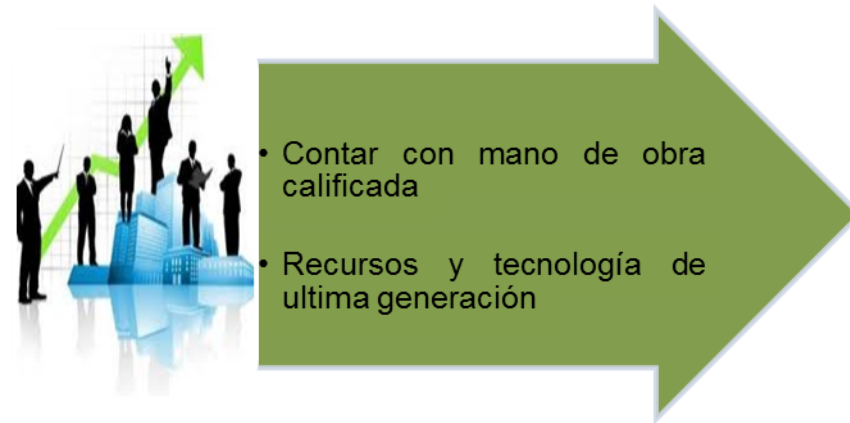 • Contar con mano de obra
calificada
• Recursos y tecnología de
ultima generación